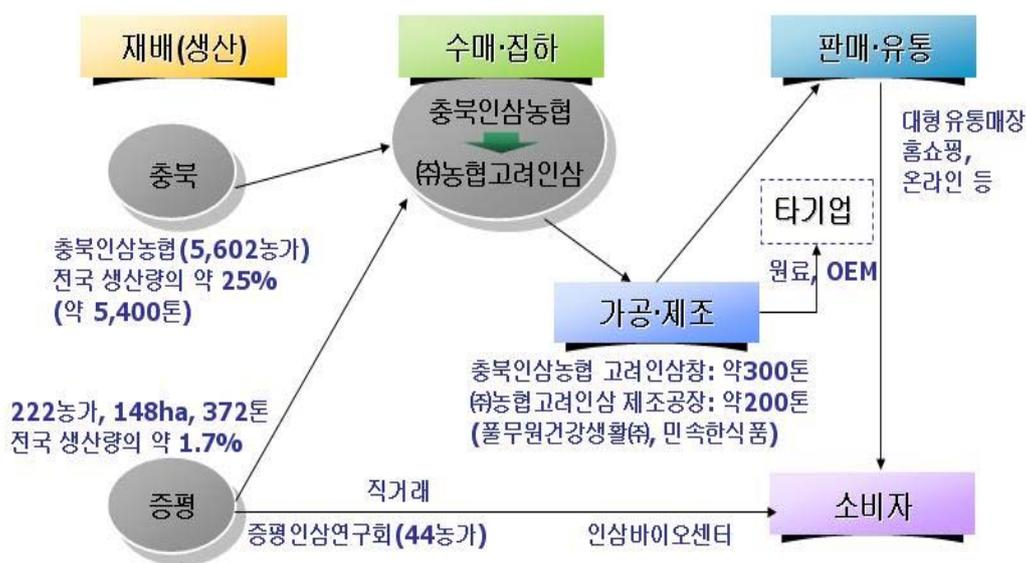 재배(생산)
수매·집하
판매·유통
충북인삼농협
㈜농협고려인삼
충북
충북인삼농협(5,602농가)
전국 생산량의 약 25%
(약 5,400톤)
대형유통매장
홈쇼핑,
온라인 등
타기업
원료, OEM
가공·제조
충북인삼농협 고려인삼창: 약300톤
㈜농협고려인삼 제조공장: 약200톤
(풀무원건강생활㈜, 민속한식품)
222농가, 148ha, 372톤
전국 생산량의 약 1.7%
증평
직거래
증평인삼연구회(44농가)
인삼바이오센터
소비자